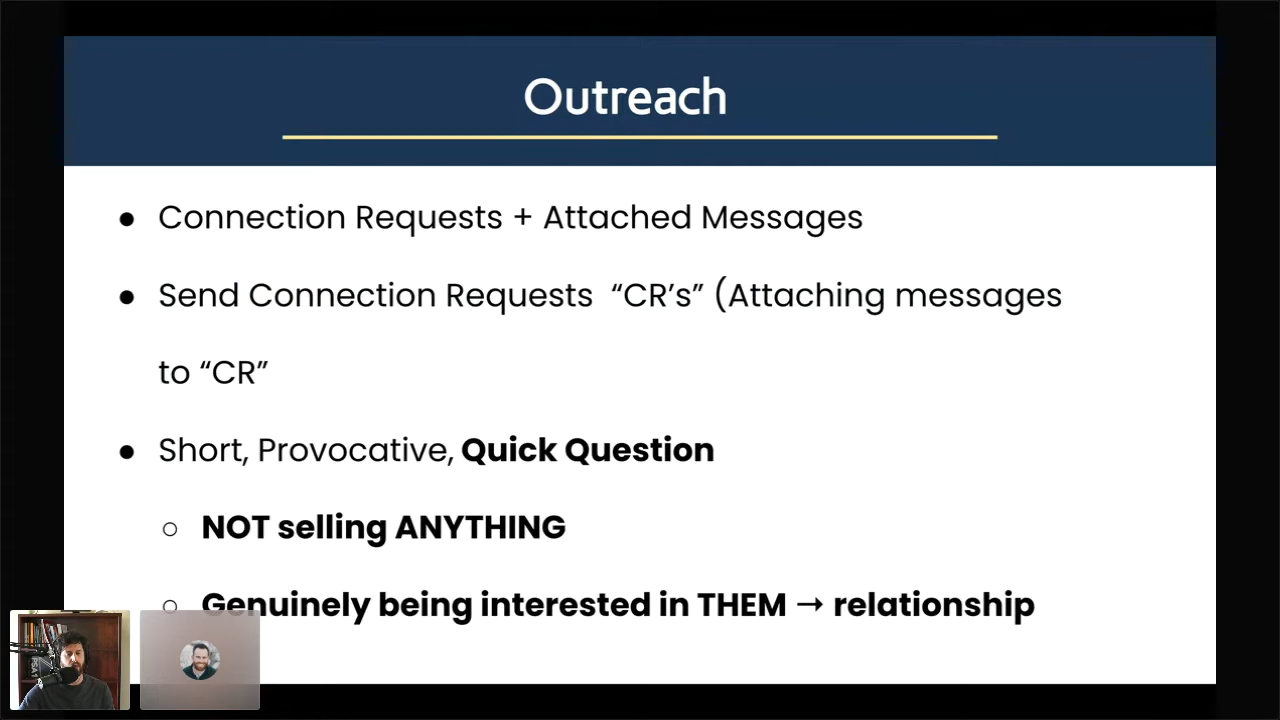 Outreach
● Connection Requests + Attached Messages
● Send Connection Requests “CR’s” (Attaching messages
to “CR”
● Short, Provocative, Quick Question
○ NOT selling ANYTHING
○ Genuinely being interested in THEM → relationship